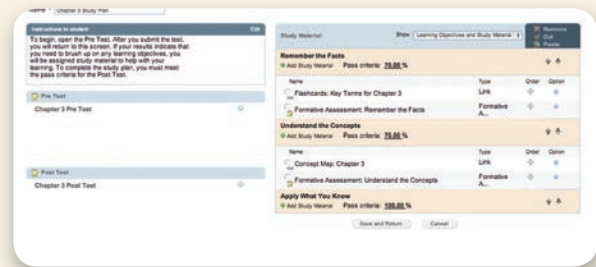 Name * Chapter 3 Study Plan
Instructions to student Edit
To begin, open the Pre Test. After you submit the test,
you will return to this screen. If your results indicate that
you need to brush up on any learning objectives, you
will be assigned study material to help with your
learning. To complete the study plan, you must meet
the pass criteria for the Post Test.
Pre Test
Chapter 3 Pre Test
Post Test
Chapter 3 Post Test
Study Material Show Learning Objectives and Study Material
Remove
Cut
Paste
Remember the Facts
Add Study Material Pass criteria: 70.00 %
Name Type Order Option
Flashcards: Key Terms for Chapter 3 Link
Formative Assessment: Remember the Facts Formative
A...
Understand the Concepts
Add Study Material Pass criteria: 70.00 %
Name Type Order Option
Concept Map: Chapter 3 Link
Formative Assessment: Understand the Concepts Formative
A...
Apply What You Know
Add Study Material Pass criteria: 100.00 %
Save and Return Cancel